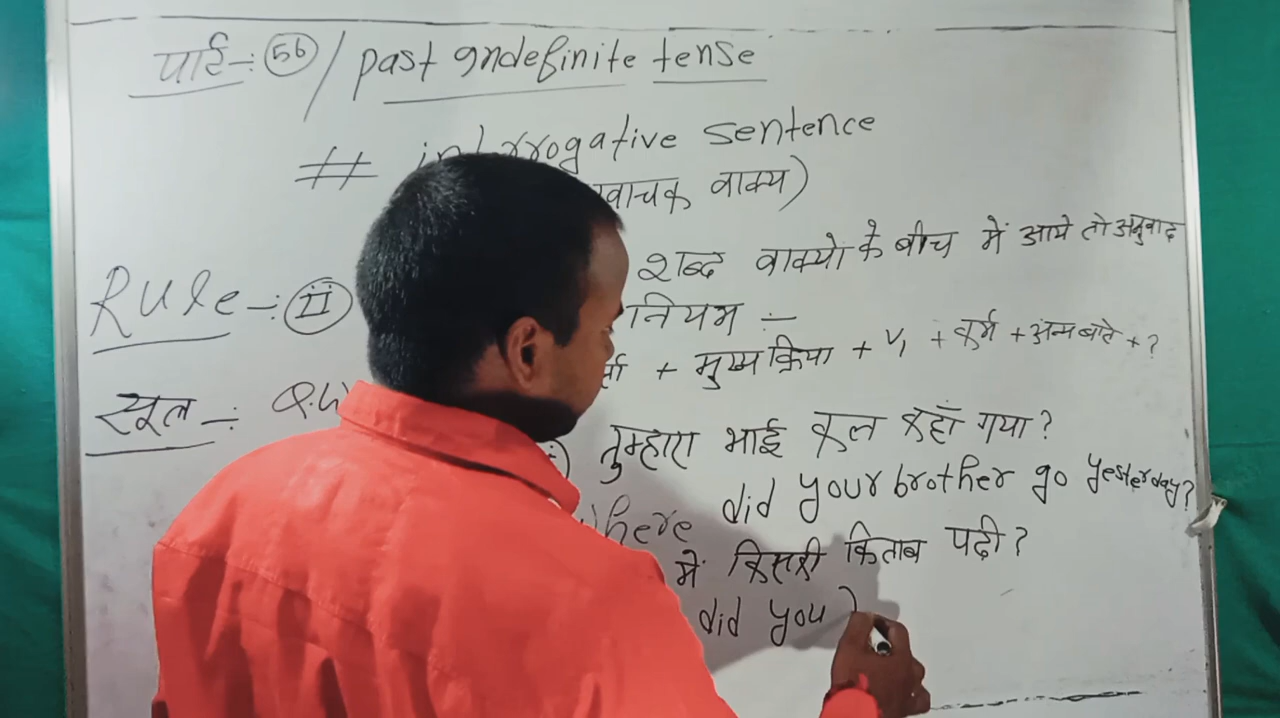 पार्ट-: 56 / past indefinite tense
# interrogative sentence
वाचक वाक्य)
Rule-: II शब्द वाक्यो के बीच में आये तो अनुवाद
नियम :-
सूत्र-: Q.W + मुख्य क्रिया + V1 + कर्म + अन्य बाते + ?
तुम्हारा भाई कल कहाँ गया?
here did your brother go yesterday?
में किसकी किताब पढ़ी?
did you